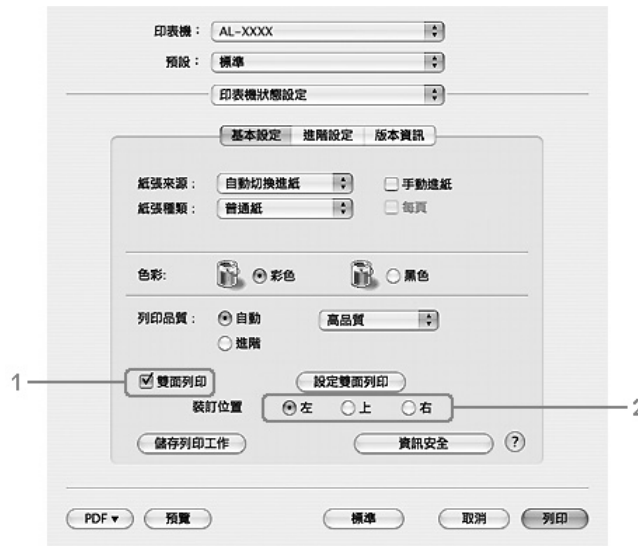 印表機： AL-XXXX
預設： 標準
印表機狀態設定
基本設定 進階設定 版本資訊
紙張來源： 自動切換進紙 手動進紙
紙張種類： 普通紙 每頁
色彩: 彩色 黑色
列印品質： 自動 高品質
進階
1 雙面列印 設定雙面列印
裝訂位置 左 上 右 2
儲存列印工作 資訊安全 ?
PDF 預覽 標準 取消 列印